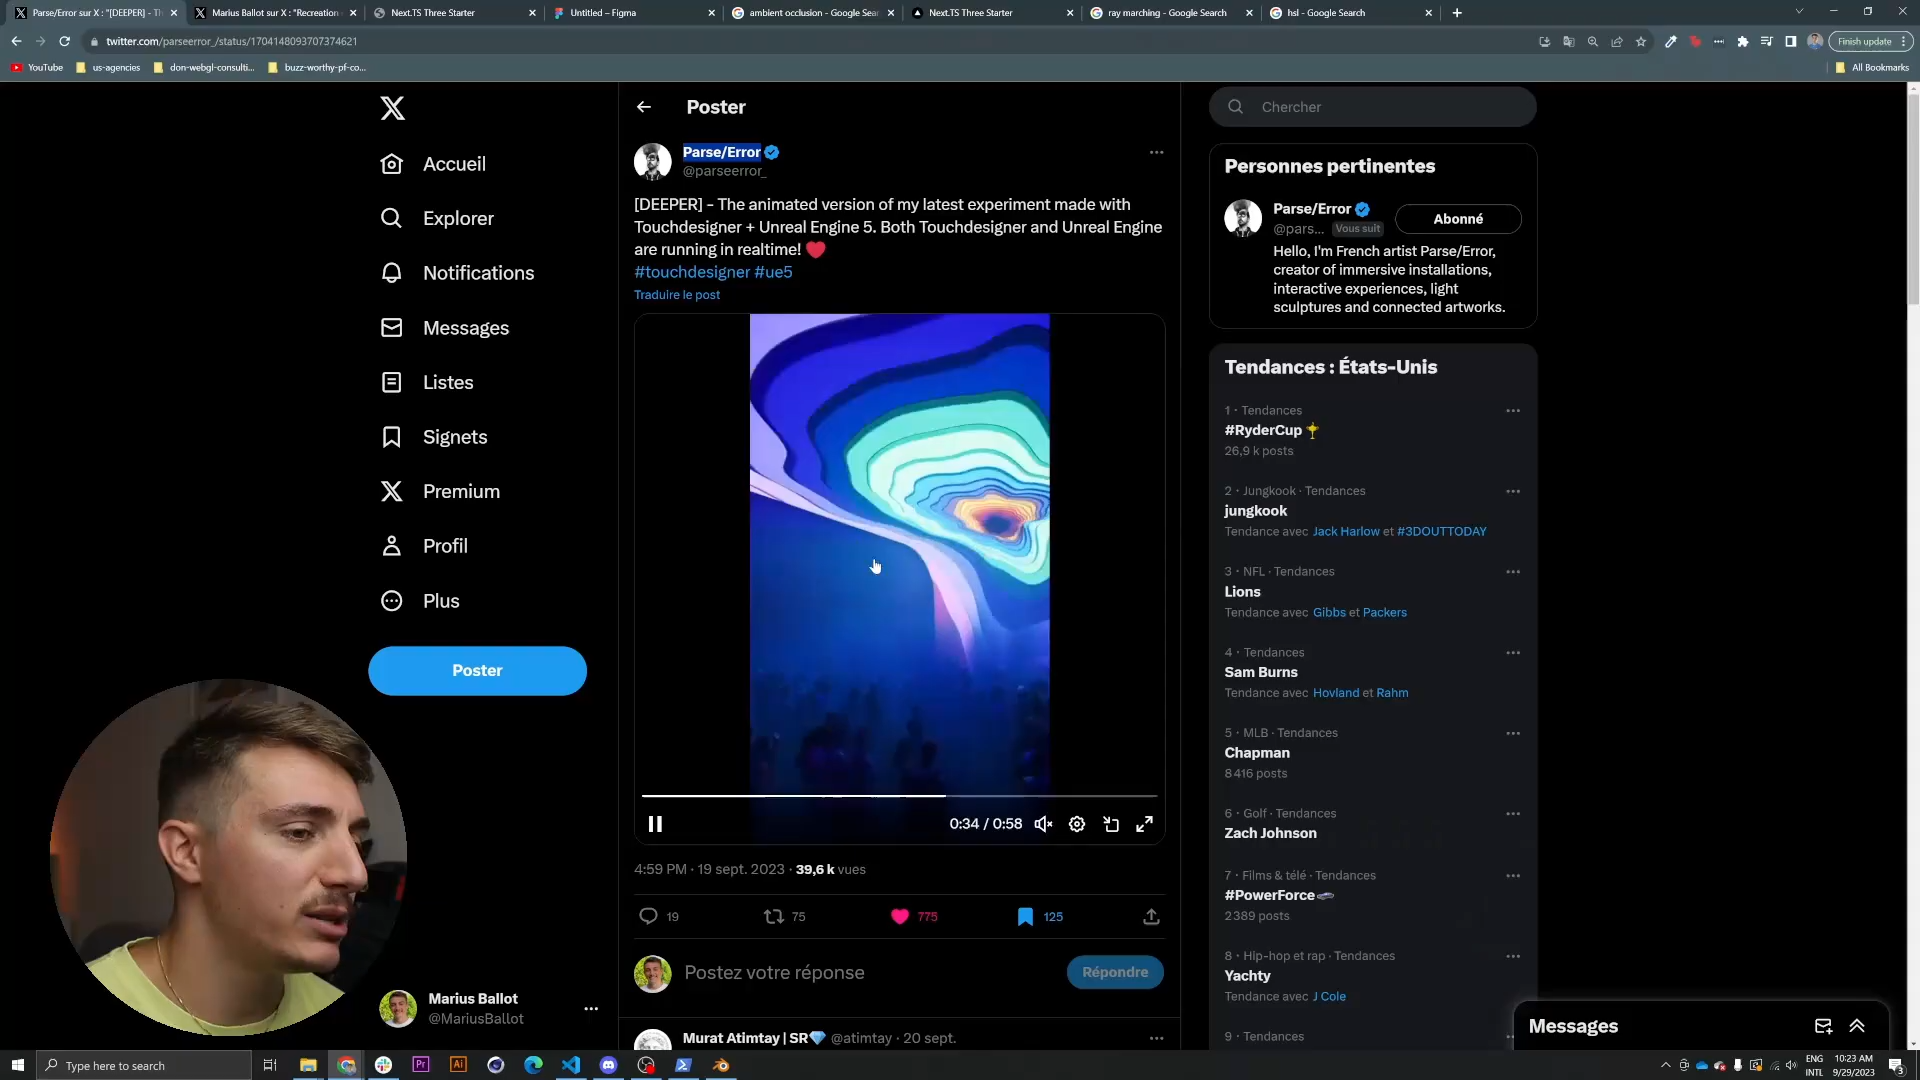 Parse/Error sur X : "[DEEPER] - Th
Marius Ballot sur X : "Recreation
Next.TS Three Starter
Untitled – Figma
ambient occlusion - Google Sear
Next.TS Three Starter
ray marching - Google Search
hsl - Google Search
twitter.com/parseerror_/status/1704148093707374621
Finish update
YouTube
us-agencies
don-webgl-consulti...
buzz-worthy-pf-co...
All Bookmarks
Accueil
Explorer
Notifications
Messages
Listes
Signets
Premium
Profil
Plus
Poster
Marius Ballot
@MariusBallot
Poster
Parse/Error
@parseerror_
[DEEPER] - The animated version of my latest experiment made with
Touchdesigner + Unreal Engine 5. Both Touchdesigner and Unreal Engine
are running in realtime! ❤️
#touchdesigner #ue5
Traduire le post
0:34 / 0:58
4:59 PM · 19 sept. 2023 · 39,6 k vues
19
75
775
125
Postez votre réponse
Répondre
Murat Atimtay | SR💎 @atimtay · 20 sept.
Chercher
Personnes pertinentes
Parse/Error
@pars... Vous suit
Abonné
Hello, I'm French artist Parse/Error,
creator of immersive installations,
interactive experiences, light
sculptures and connected artworks.
Tendances : États-Unis
1 · Tendances
#RyderCup
26,9 k posts
2 · Jungkook · Tendances
jungkook
Tendance avec Jack Harlow et #3DOUTTODAY
3 · NFL · Tendances
Lions
Tendance avec Gibbs et Packers
4 · Tendances
Sam Burns
Tendance avec Hovland et Rahm
5 · MLB · Tendances
Chapman
8 416 posts
6 · Golf · Tendances
Zach Johnson
7 · Films & télé · Tendances
#PowerForce
2 389 posts
8 · Hip-hop et rap · Tendances
Yachty
Tendance avec J Cole
9 · Tendances
Messages
Type here to search
ENG
INTL
10:23 AM
9/29/2023
3